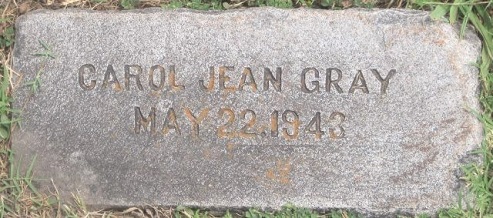 CAROL JEAN GRAY
MAY 22.1943